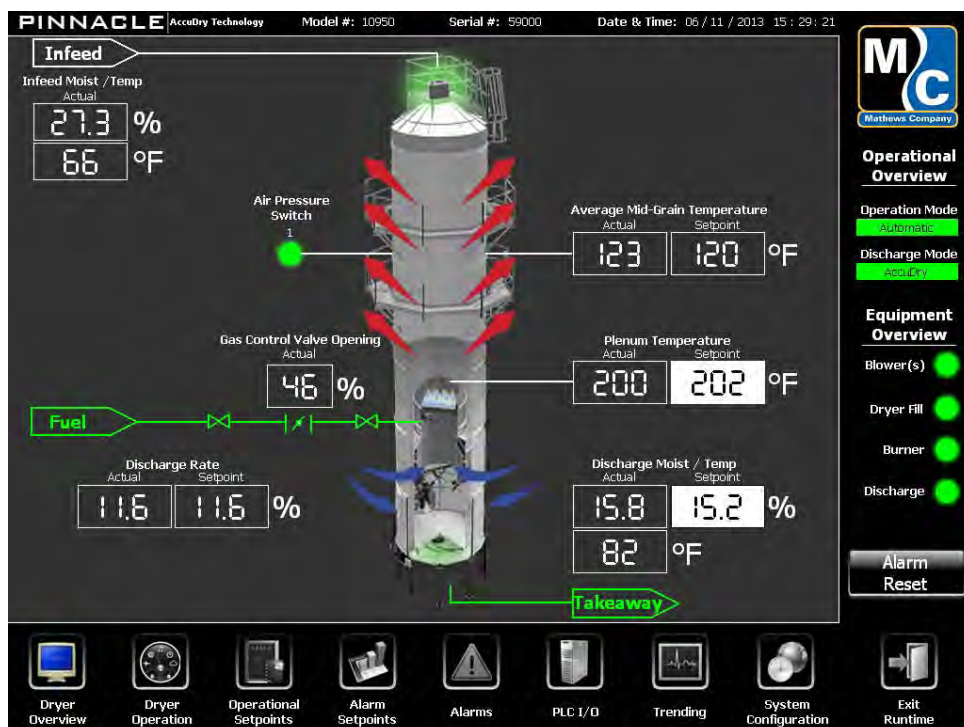 PINNACLE AccuDry Technology Model #: 10950 Serial #: 59000 Date & Time: 06/11/2013 15:29:21
Infeed
Infeed Moist /Temp
Actual
27.3 %
66 °F
Air Pressure
Switch
1
Average Mid-Grain Temperature
Actual Setpoint
123 120 °F
Gas Control Valve Opening
Actual
46 %
Plenum Temperature
Actual Setpoint
200 202 °F
Fuel
Discharge Rate
Actual Setpoint
11.6 11.6 %
Discharge Moist / Temp
Actual Setpoint
15.8 15.2 %
82 °F
Takeaway
MC
Mathews Company
Operational
Overview
Operation Mode
Automatic
Discharge Mode
AccuDry
Equipment
Overview
Blower(s)
Dryer Fill
Burner
Discharge
Alarm
Reset
Dryer
Overview
Dryer
Operation
Operational
Setpoints
Alarm
Setpoints
Alarms
PLC I/O
Trending
System
Configuration
Exit
Runtime